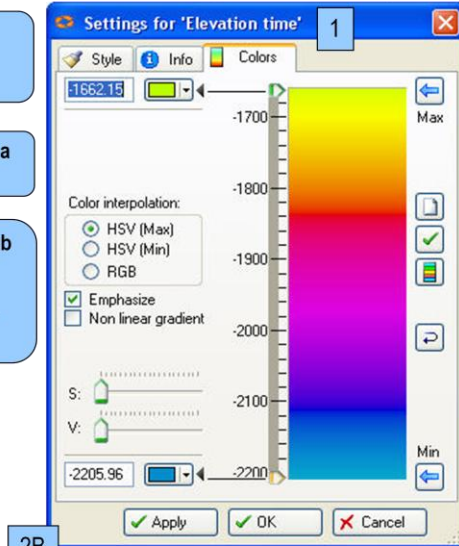 Settings for 'Elevation time'
1
Style Info Colors
-1662.15
Max
-1700
-1800
Color interpolation:
HSV (Max)
HSV (Min)
RGB
-1900
Emphasize
Non linear gradient
-2000
S:
-2100
V:
Min
-2205.96
-2200
Apply OK Cancel
a
b
2B